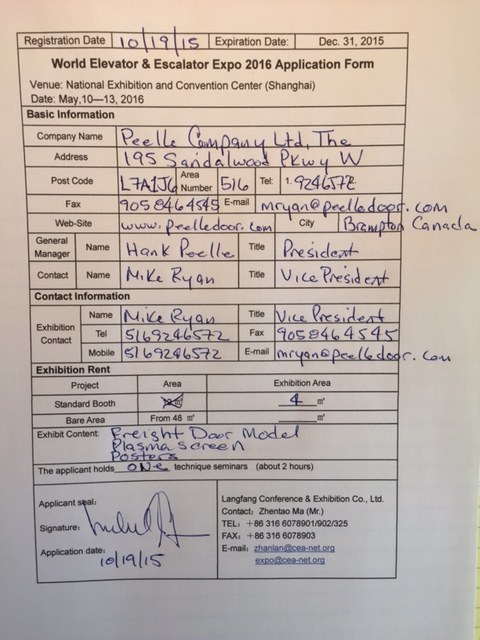 Registration Date 10/19/15 Expiration Date: Dec. 31, 2015
World Elevator & Escalator Expo 2016 Application Form
Venue: National Exhibition and Convention Center (Shanghai)
Date: May,10—13, 2016
Basic Information
Company Name Peelle Company Ltd, The
Address 195 Sandalwood Pkwy W
Post Code L7A1J6 Area Number 516 Tel: 1. 9246572
Fax 9058464545 E-mail mryan@peelledoor.com
Web-Site www.peelledoor.com City Brampton Canada
General Manager Name Hank Peelle Title President
Contact Name Mike Ryan Title Vice President
Contact Information
Exhibition Contact Name Mike Ryan Title Vice President
Tel 5169246572 Fax 9058464545
Mobile 5169246572 E-mail mryan@peelledoor.com
Exhibition Rent
Project Area Exhibition Area
Standard Booth 4 ㎡
Bare Area From 48 ㎡ ㎡
Exhibit Content: Freight Door Model
Plasma Screen
Posters
The applicant holds one technique seminars (about 2 hours)
Applicant seal:
Signature:
Application date:
10/19/15
Langfang Conference & Exhibition Co., Ltd.
Contact: Zhentao Ma (Mr.)
TEL: +86 316 6078901/902/325
FAX: +86 316 6078903
E-mail: zhanlan@cea-net.org
expo@cea-net.org